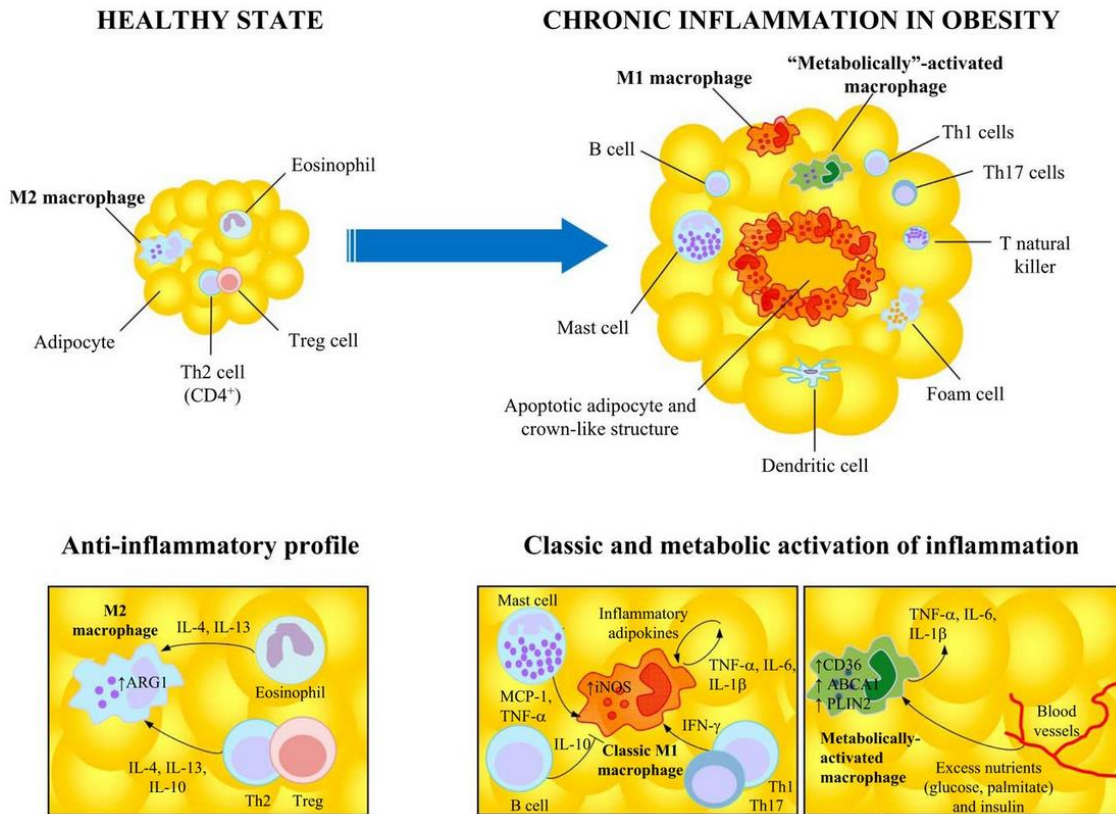 HEALTHY STATE
CHRONIC INFLAMMATION IN OBESITY
M2 macrophage
Eosinophil
Adipocyte
Th2 cell
(CD4⁺)
Treg cell
M1 macrophage
“Metabolically”-activated
macrophage
B cell
Th1 cells
Th17 cells
T natural
killer
Mast cell
Foam cell
Apoptotic adipocyte and
crown-like structure
Dendritic cell
Anti-inflammatory profile
M2
macrophage
IL-4, IL-13
↑ARG1
Eosinophil
IL-4, IL-13,
IL-10
Th2
Treg
Classic and metabolic activation of inflammation
Mast cell
Inflammatory
adipokines
TNF-α, IL-6,
IL-1β
↑iNOS
MCP-1,
TNF-α
IL-10
IFN-γ
Classic M1
macrophage
B cell
Th1
Th17
TNF-α, IL-6,
IL-1β
↑CD36
↑ ABCA1
↑ PLIN2
Blood
vessels
Metabolically-
activated
macrophage
Excess nutrients
(glucose, palmitate)
and insulin